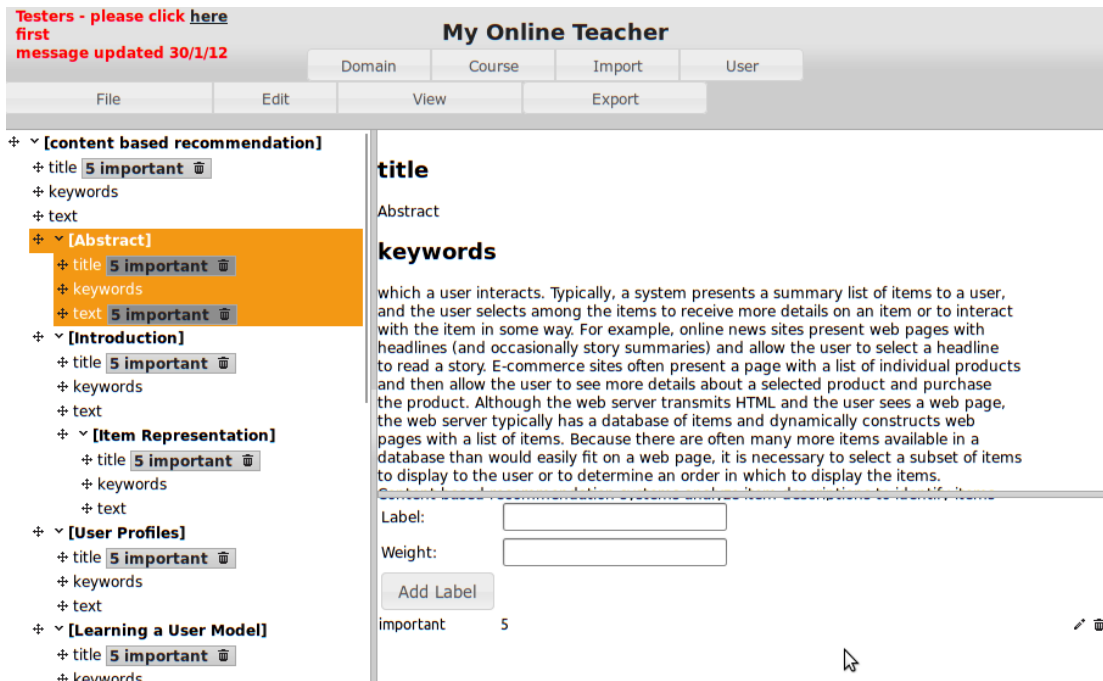 Testers - please click here
first
message updated 30/1/12
My Online Teacher
Domain Course Import User
File Edit View Export
[content based recommendation]
title 5 important
keywords
text
[Abstract]
title 5 important
keywords
text 5 important
[Introduction]
title 5 important
keywords
text
[Item Representation]
title 5 important
keywords
text
[User Profiles]
title 5 important
keywords
text
[Learning a User Model]
title 5 important
keywords
title
Abstract
keywords
which a user interacts. Typically, a system presents a summary list of items to a user,
and the user selects among the items to receive more details on an item or to interact
with the item in some way. For example, online news sites present web pages with
headlines (and occasionally story summaries) and allow the user to select a headline
to read a story. E-commerce sites often present a page with a list of individual products
and then allow the user to see more details about a selected product and purchase
the product. Although the web server transmits HTML and the user sees a web page,
the web server typically has a database of items and dynamically constructs web
pages with a list of items. Because there are often many more items available in a
database than would easily fit on a web page, it is necessary to select a subset of items
to display to the user or to determine an order in which to display the items.
Label:
Weight:
Add Label
important 5